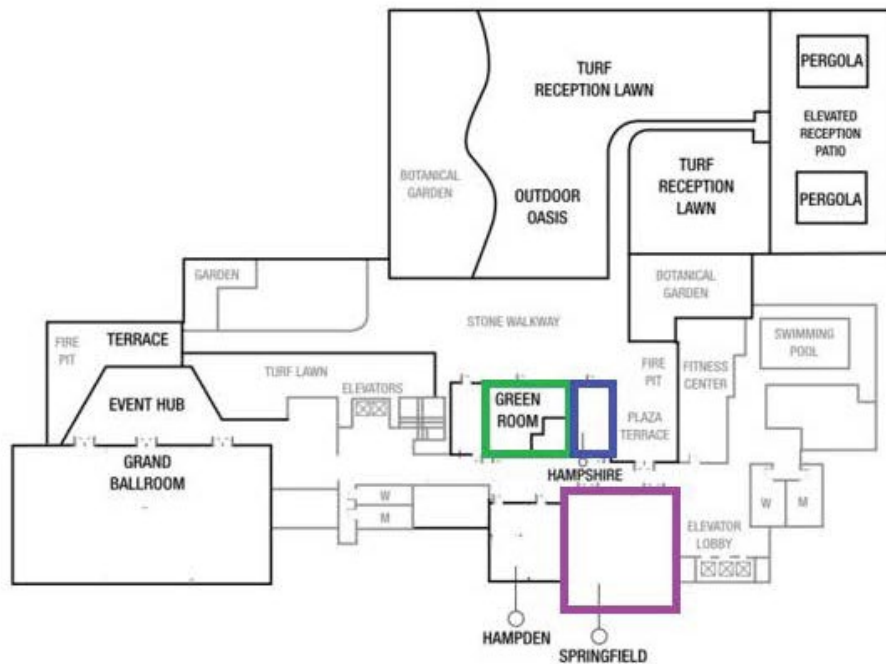 TURF
RECEPTION LAWN
PERGOLA
ELEVATED
RECEPTION
PATIO
BOTANICAL
GARDEN
TURF
RECEPTION
LAWN
OUTDOOR
OASIS
PERGOLA
GARDEN
BOTANICAL
GARDEN
STONE WALKWAY
FIRE
PIT
TERRACE
SWIMMING
POOL
TURF LAWN
FIRE
PIT
FITNESS
CENTER
ELEVATORS
EVENT HUB
GREEN
ROOM
PLAZA
TERRACE
GRAND
BALLROOM
HAMPSHIRE
W
M
W
M
ELEVATOR
LOBBY
HAMPDEN
SPRINGFIELD